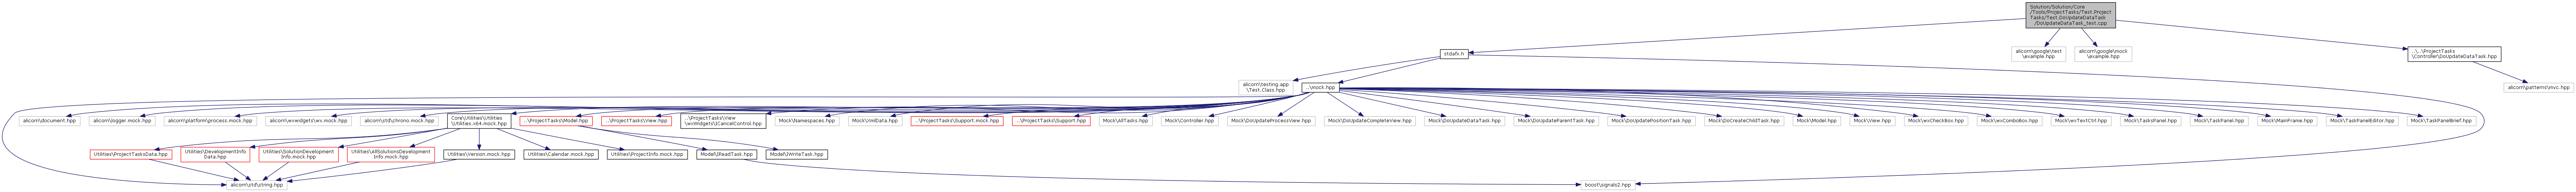 Solution/Solution/Core
/Tools/ProjectTasks/Test.Project
Tasks/Test.DoUpdateDataTask
/DoUpdateDataTask_test.cpp
stdafx.h
alicorn\google\test
\example.hpp
alicorn\google\mock
\example.hpp
..\..\ProjectTasks
\Controller\DoUpdateDataTask.hpp
alicorn\testing.app
\Test.Class.hpp
..\mock.hpp
alicorn\patterns\mvc.hpp
alicorn\document.hpp
alicorn\logger.mock.hpp
alicorn\platform\process.mock.hpp
alicorn\wxwidgets\wx.mock.hpp
alicorn\std\chrono.mock.hpp
Core\Utilities\Utilities
\Utilities.x64.mock.hpp
..\ProjectTasks\Model.hpp
..\ProjectTasks\View.hpp
..\ProjectTasks\View
\wxWidgets\ICancelControl.hpp
Mock\Namespaces.hpp
Mock\XmlData.hpp
..\ProjectTasks\Support.mock.hpp
..\ProjectTasks\Support.hpp
Mock\AllTasks.hpp
Mock\Controller.hpp
Mock\DoUpdateProcessView.hpp
Mock\DoUpdateCompleteView.hpp
Mock\DoUpdateDataTask.hpp
Mock\DoUpdateParentTask.hpp
Mock\DoUpdatePositionTask.hpp
Mock\DoCreateChildTask.hpp
Mock\Model.hpp
Mock\View.hpp
Mock\wxCheckBox.hpp
Mock\wxComboBox.hpp
Mock\wxTextCtrl.hpp
Mock\TasksPanel.hpp
Mock\TaskPanel.hpp
Mock\MainFrame.hpp
Mock\TaskPanelEditor.hpp
Mock\TaskPanelBrief.hpp
Utilities\ProjectTasksData.hpp
Utilities\DevelopmentInfo
Data.hpp
Utilities\SolutionDevelopment
Info.mock.hpp
Utilities\AllSolutionsDevelopment
Info.mock.hpp
Utilities\Version.mock.hpp
Utilities\Calendar.mock.hpp
Utilities\ProjectInfo.mock.hpp
Model\IReadTask.hpp
Model\IWriteTask.hpp
alicorn\std\string.hpp
boost\signals2.hpp